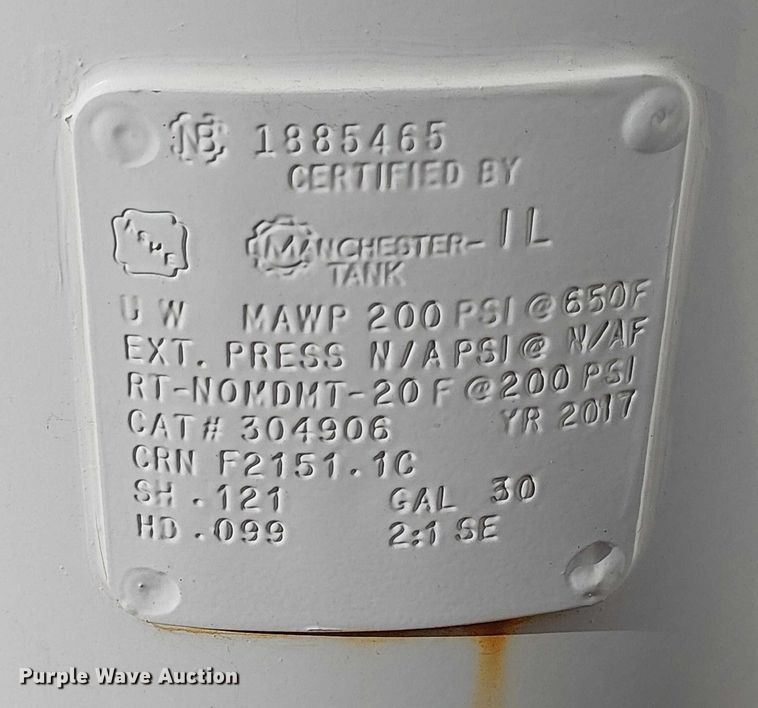 NB 1885465
CERTIFIED BY
ASME MANCHESTER- IL
TANK
U W MAWP 200 PSI @ 650F
EXT. PRESS N/A PSI @ N/AF
RT-NOMDMT-20 F @ 200 PSI
CAT# 304906 YR 2017
CRN F2151.1C
SH .121 GAL 30
HD .099 2:1 SE
Purple Wave Auction